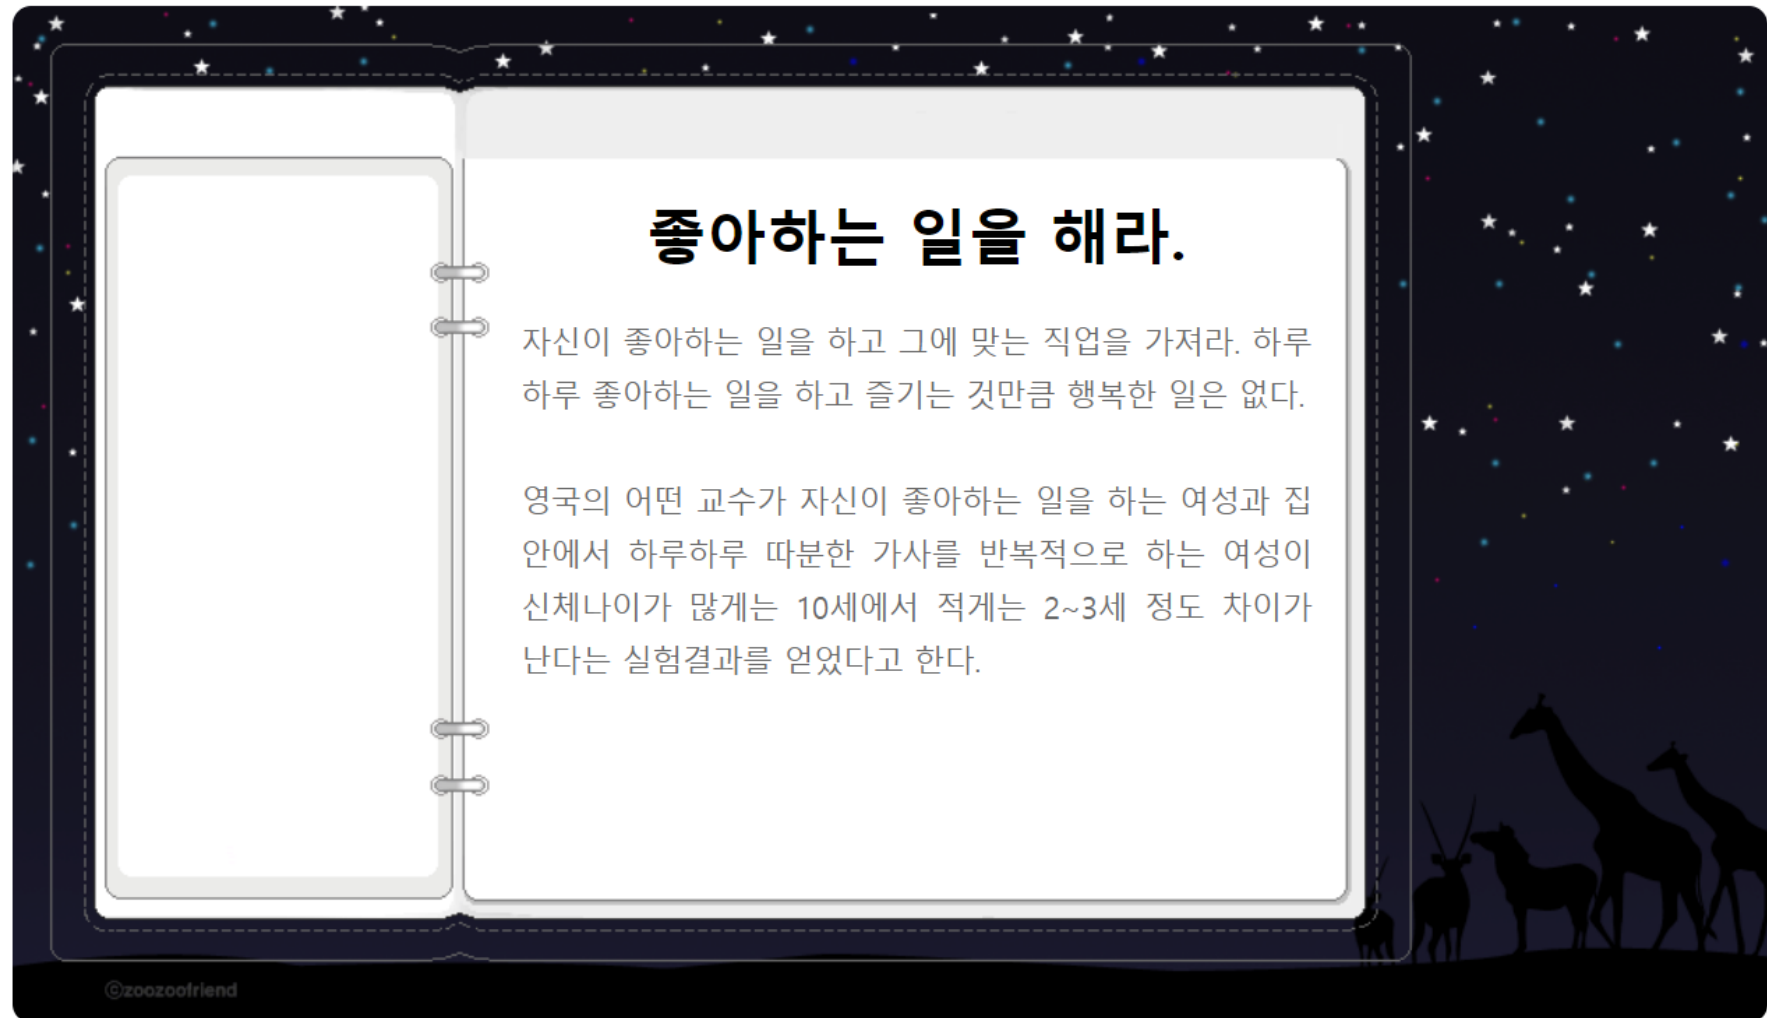 좋아하는 일을 해라.
자신이 좋아하는 일을 하고 그에 맞는 직업을 가져라. 하루
하루 좋아하는 일을 하고 즐기는 것만큼 행복한 일은 없다.
영국의 어떤 교수가 자신이 좋아하는 일을 하는 여성과 집
안에서 하루하루 따분한 가사를 반복적으로 하는 여성이
신체나이가 많게는 10세에서 적게는 2~3세 정도 차이가
난다는 실험결과를 얻었다고 한다.
ⓒzoozoofriend